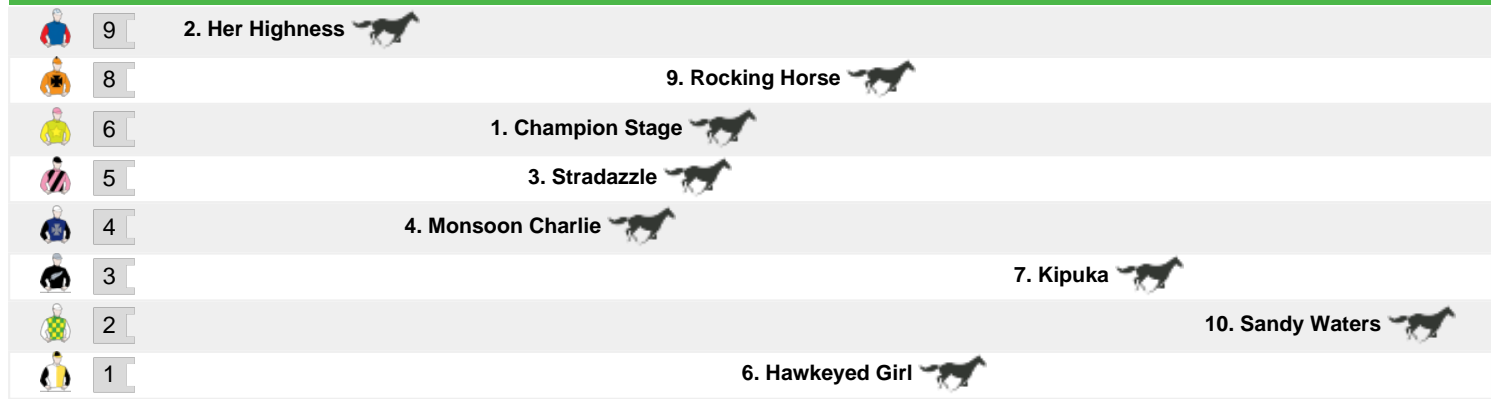 9 2. Her Highness
8 9. Rocking Horse
6 1. Champion Stage
5 3. Stradazzle
4 4. Monsoon Charlie
3 7. Kipuka
2 10. Sandy Waters
1 6. Hawkeyed Girl